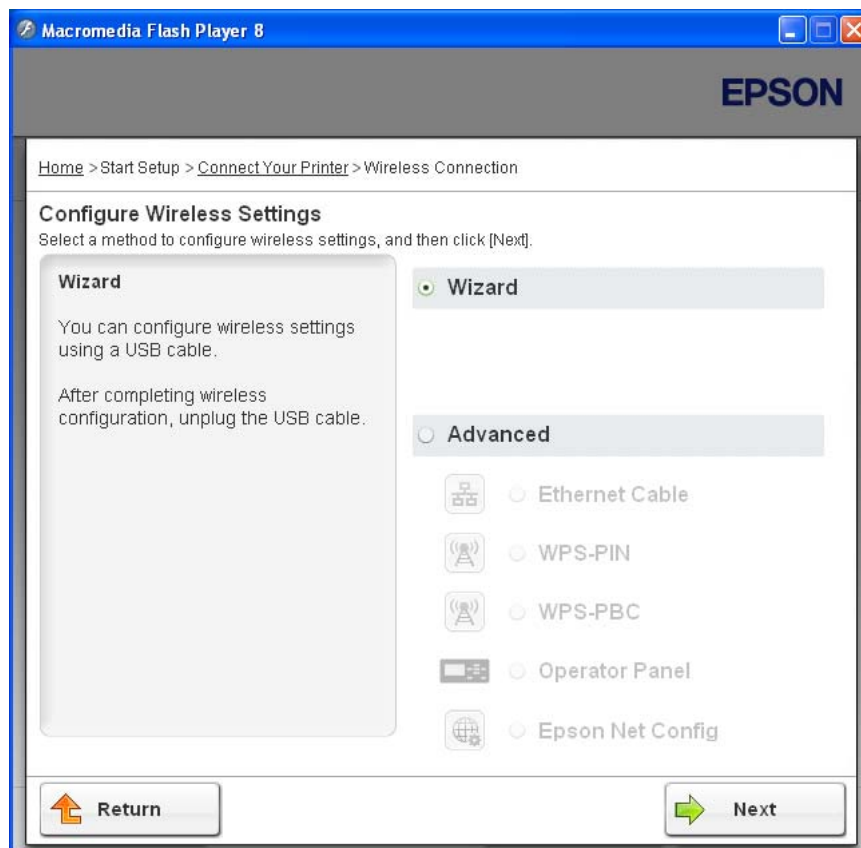 Macromedia Flash Player 8
EPSON
Home > Start Setup > Connect Your Printer > Wireless Connection
Configure Wireless Settings
Select a method to configure wireless settings, and then click [Next].
Wizard
You can configure wireless settings
using a USB cable.
After completing wireless
configuration, unplug the USB cable.
Wizard
Advanced
Ethernet Cable
WPS-PIN
WPS-PBC
Operator Panel
Epson Net Config
Return
Next